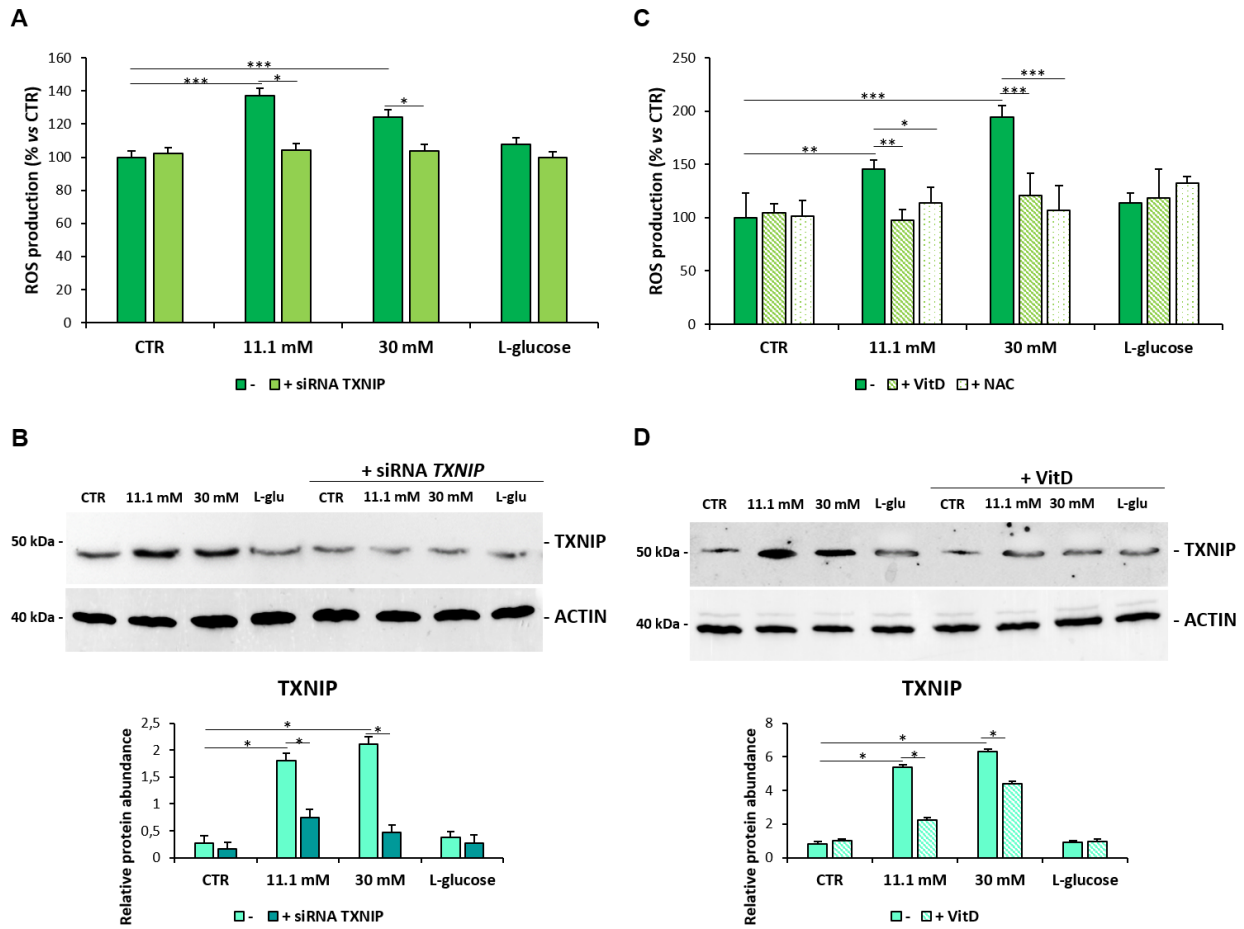 A
ROS production (% vs CTR)
160
140
120
100
80
60
40
20
0
*** *** * *
CTR 11.1 mM 30 mM L-glucose
- + siRNA TXNIP
C
ROS production (% vs CTR)
250
200
150
100
50
0
** *** ** * *** ***
CTR 11.1 mM 30 mM L-glucose
- + VitD + NAC
B
+ siRNA TXNIP
CTR 11.1 mM 30 mM L-glu CTR 11.1 mM 30 mM L-glu
50 kDa - - TXNIP
40 kDa - - ACTIN
TXNIP
Relative protein abundance
2,5
2
1,5
1
0,5
0
* * * *
CTR 11.1 mM 30 mM L-glucose
- + siRNA TXNIP
D
+ VitD
CTR 11.1 mM 30 mM L-glu CTR 11.1 mM 30 mM L-glu
50 kDa - - TXNIP
40 kDa - - ACTIN
TXNIP
Relative protein abundance
8
6
4
2
0
* * * *
CTR 11.1 mM 30 mM L-glucose
- + VitD